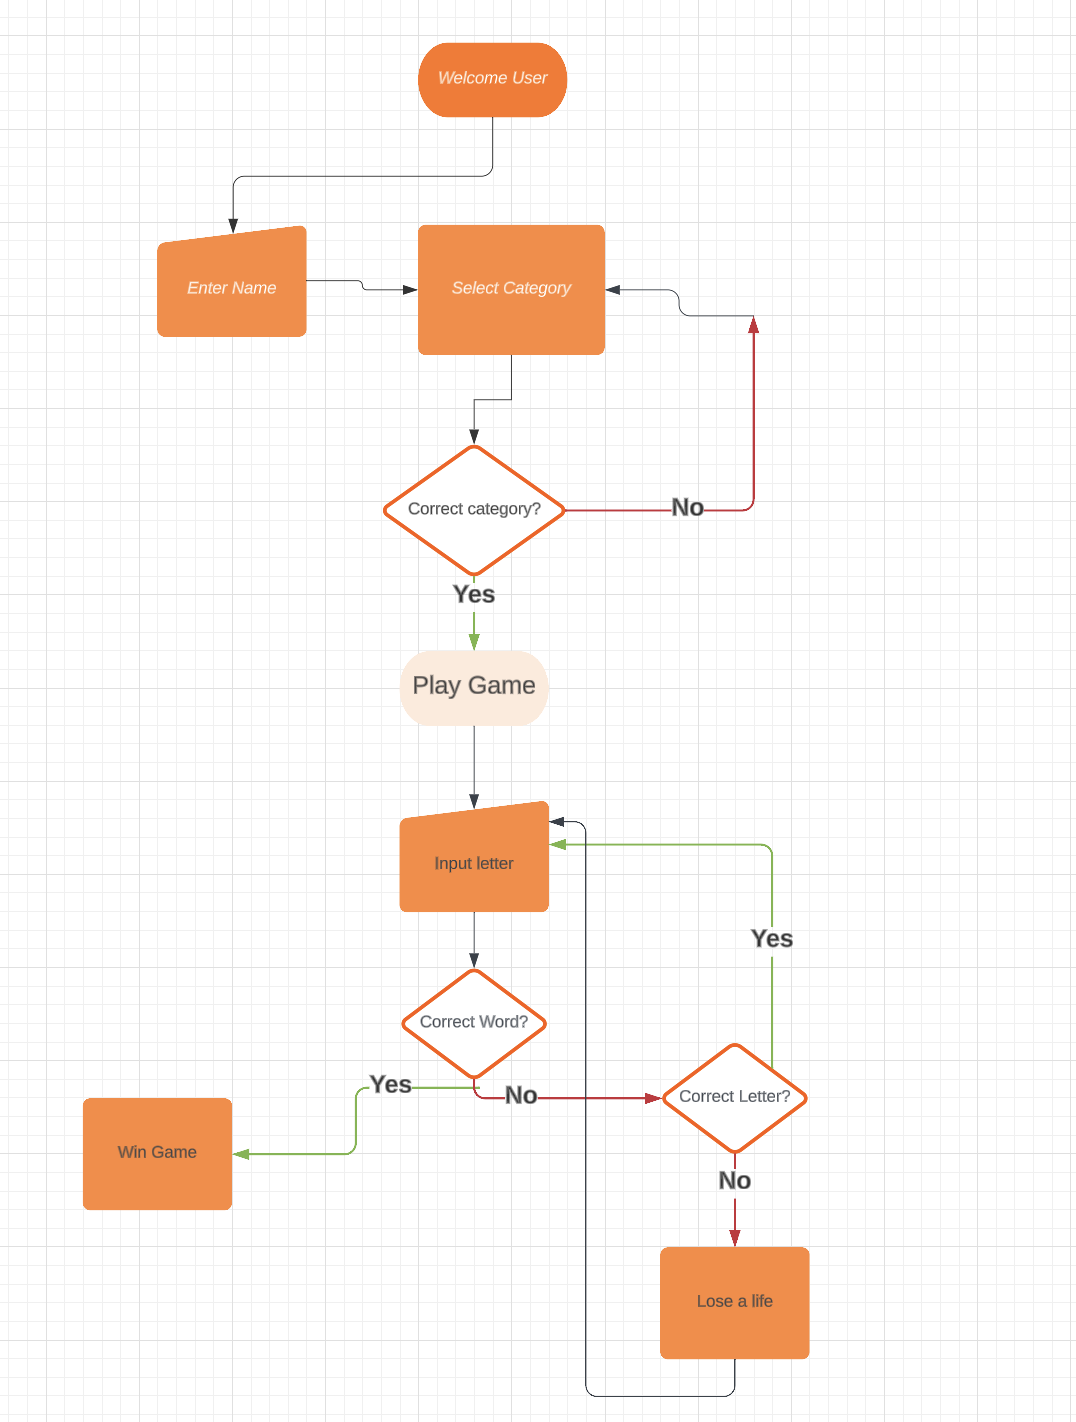 Welcome User
Enter Name
Select Category
Correct category?
No
Yes
Play Game
Input letter
Yes
Correct Word?
Yes
No
Correct Letter?
Win Game
No
Lose a life